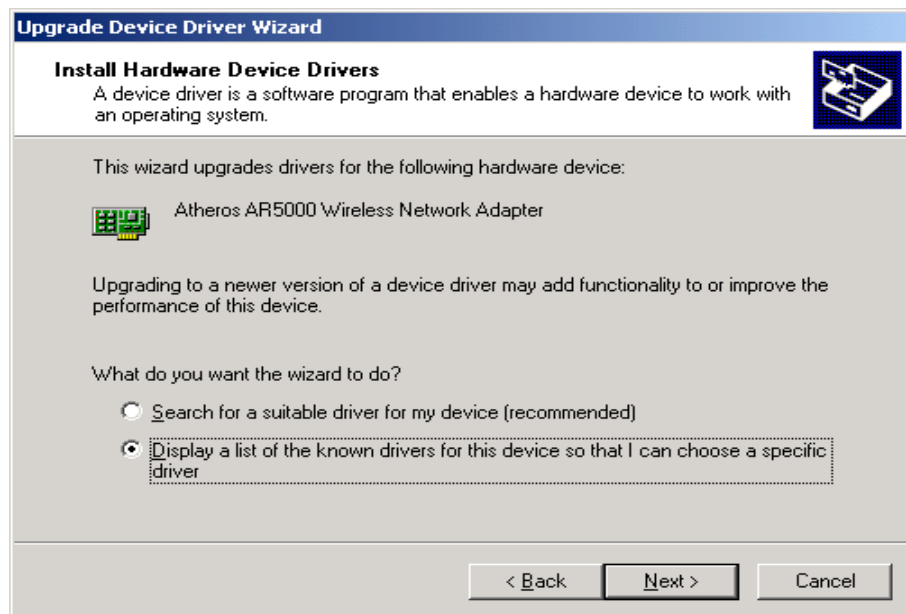 Upgrade Device Driver Wizard
Install Hardware Device Drivers
A device driver is a software program that enables a hardware device to work with
an operating system.
This wizard upgrades drivers for the following hardware device:
Atheros AR5000 Wireless Network Adapter
Upgrading to a newer version of a device driver may add functionality to or improve the
performance of this device.
What do you want the wizard to do?
Search for a suitable driver for my device (recommended)
Display a list of the known drivers for this device so that I can choose a specific
driver
< Back
Next >
Cancel